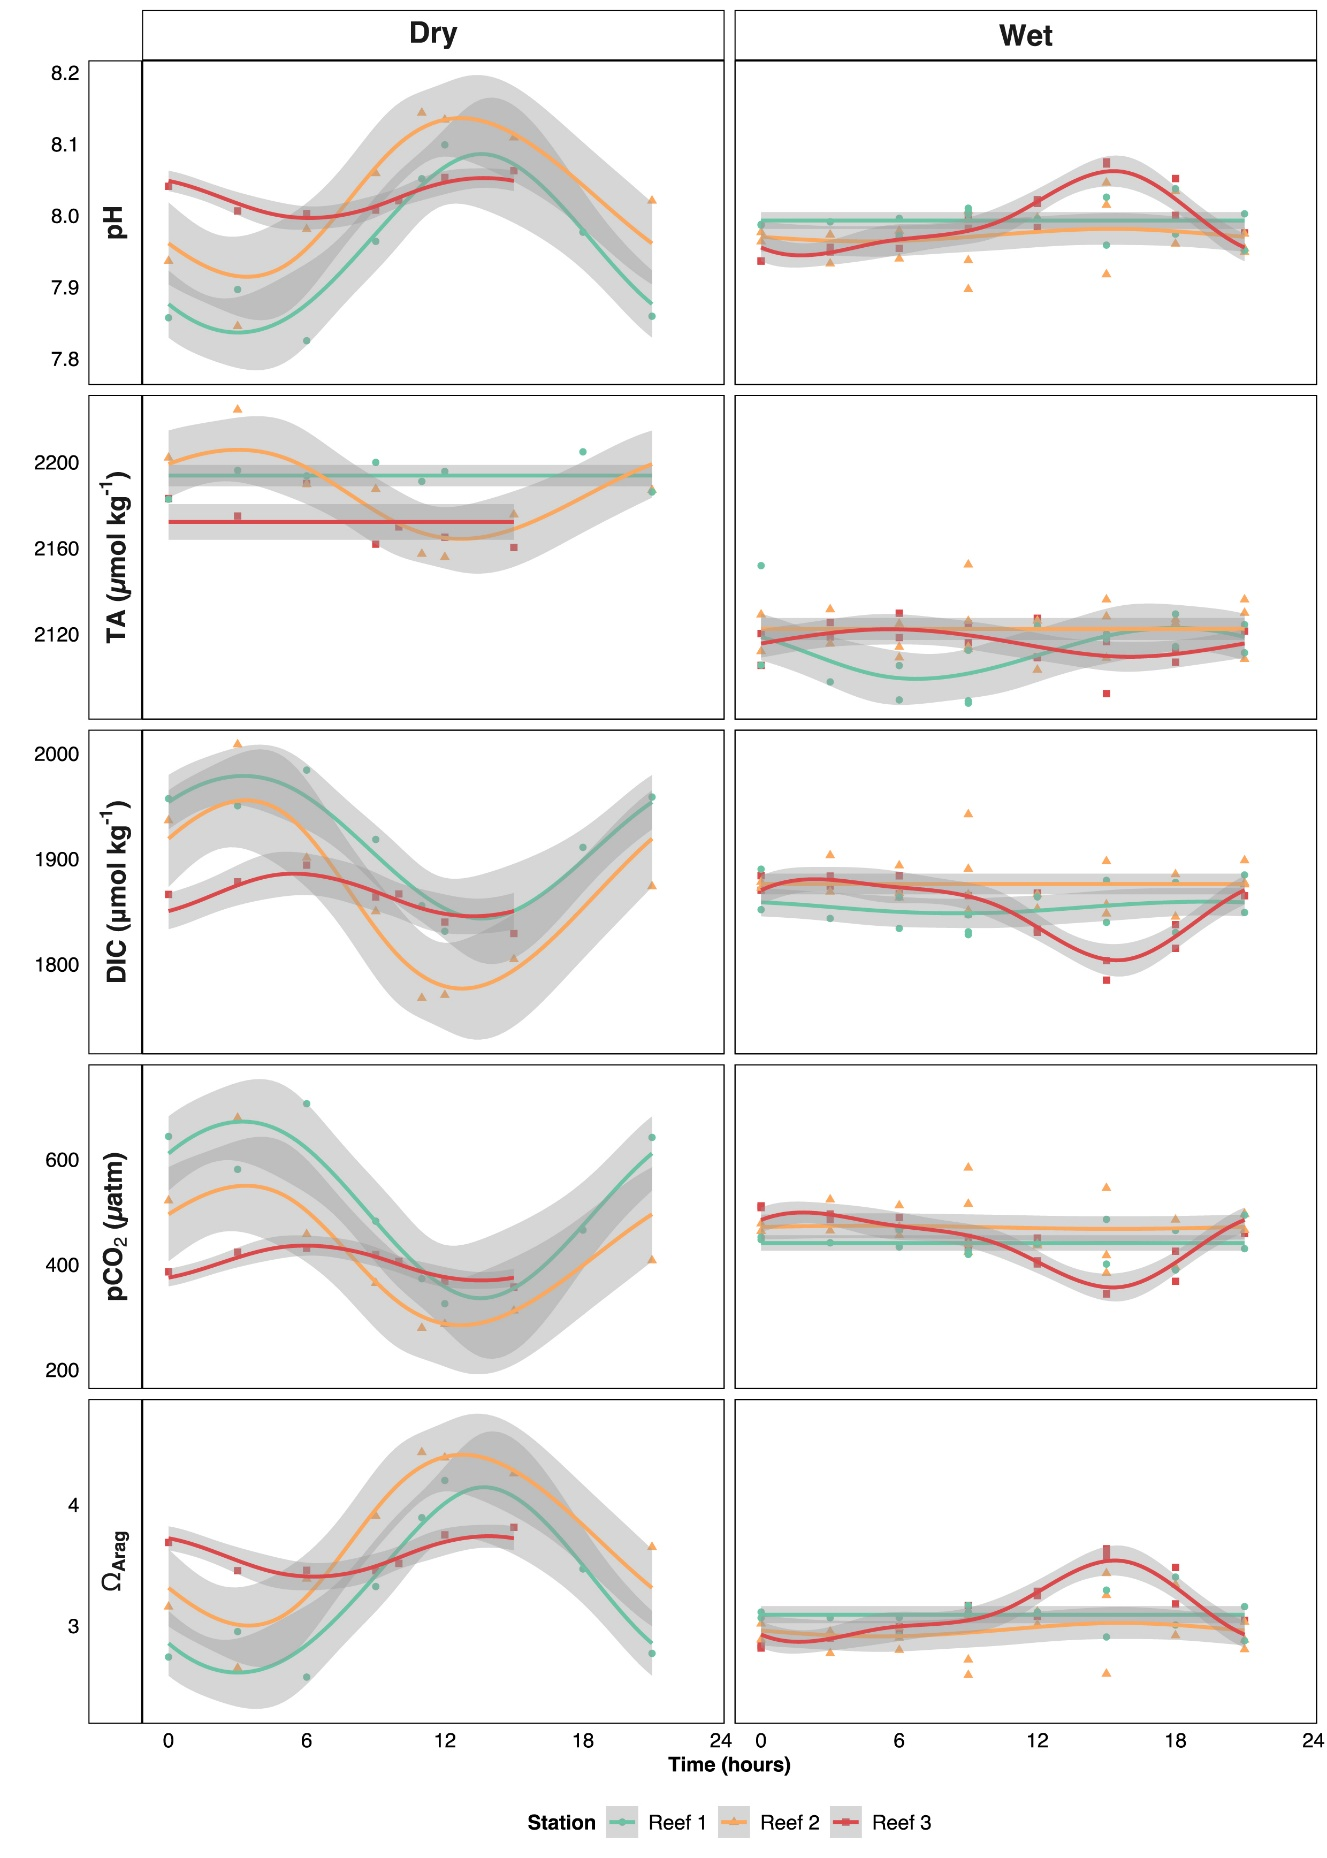 Dry Wet
8.2
8.1
8.0
7.9
7.8
pH
2200
2160
2120
TA (µmol kg⁻¹)
2000
1900
1800
DIC (µmol kg⁻¹)
600
400
200
pCO₂ (µatm)
4
3
Ω_Arag
0 6 12 18 24 0 6 12 18 24
Time (hours)
Station Reef 1 Reef 2 Reef 3